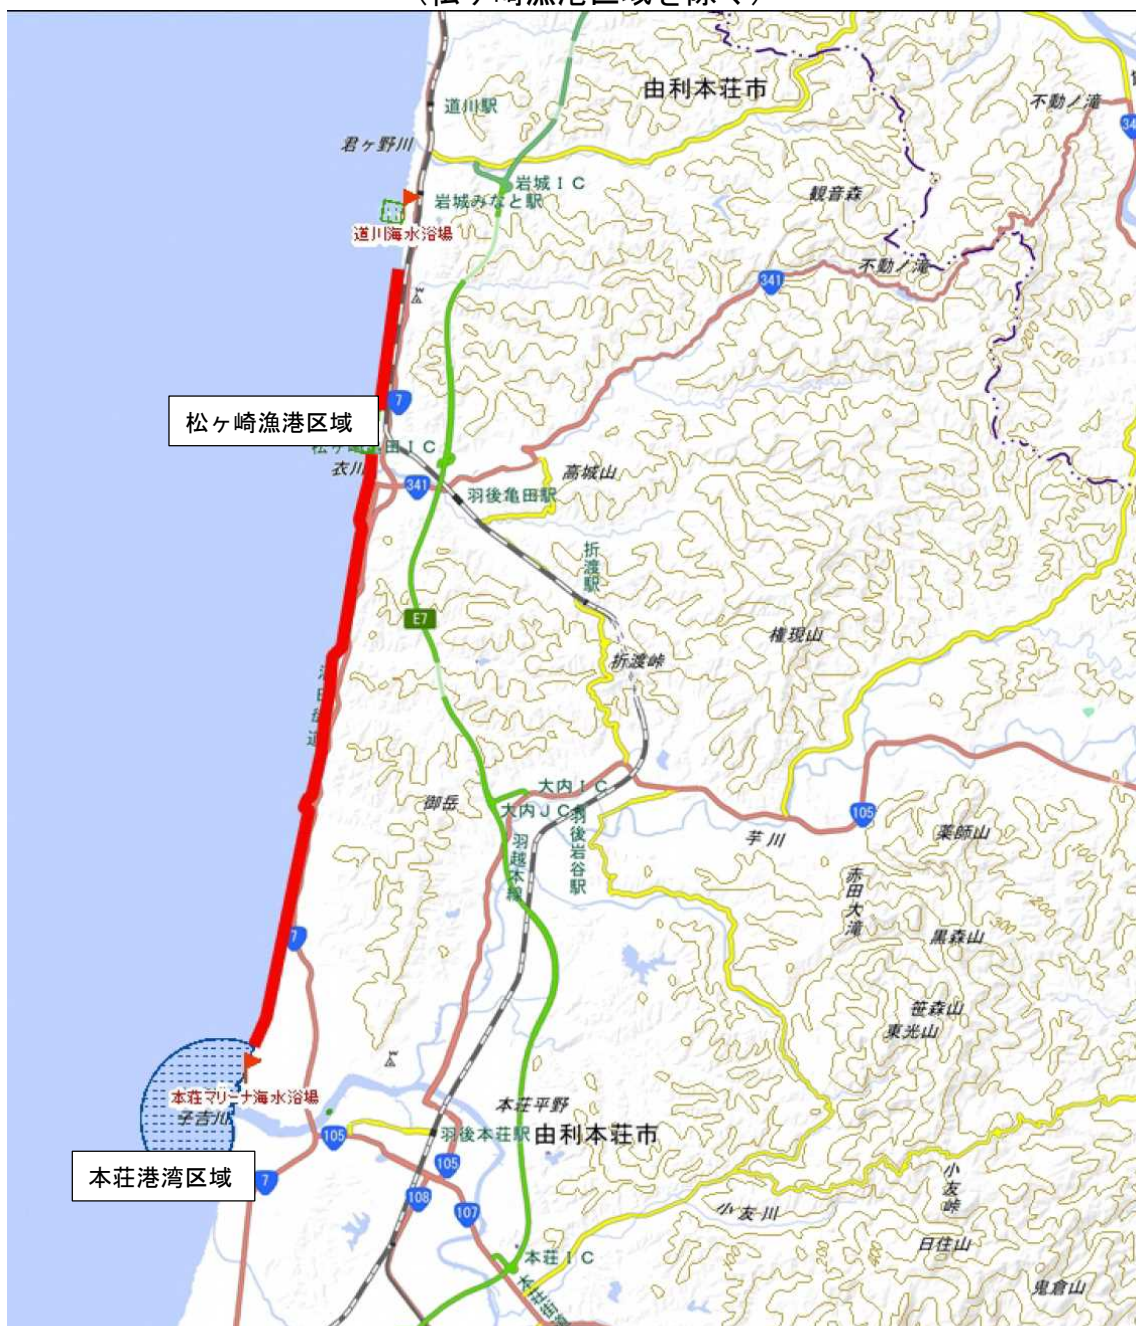 （松ヶ崎漁港区域を除く）
由利本荘市
道川駅
不動ノ滝
君ヶ野川
岩城ＩＣ
岩城みなと駅
観音森
道川海水浴場
不動ノ滝
341
200
100
7
松ヶ崎漁港区域
衣川
341
羽後亀田駅
高城山
折渡駅
E7
権現山
折渡峠
大内ＩＣ
御岳
大内ＪＣ
羽後岩谷駅
105
芋川
薬師山
羽越本線
赤田大滝
黒森山
300
7
笹森山
東光山
本荘マリーナ海水浴場
子吉川
本荘平野
105
羽後本荘駅
由利本荘市
本荘港湾区域
7
105
108
107
小友峠
小友川
200
400
日住山
本荘ＩＣ
鬼倉山